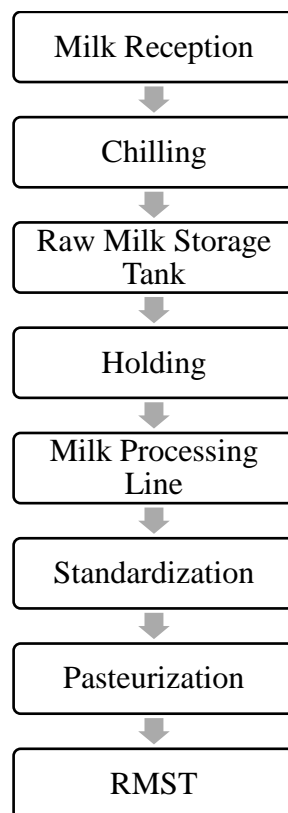 Milk Reception
Chilling
Raw Milk Storage
Tank
Holding
Milk Processing
Line
Standardization
Pasteurization
RMST